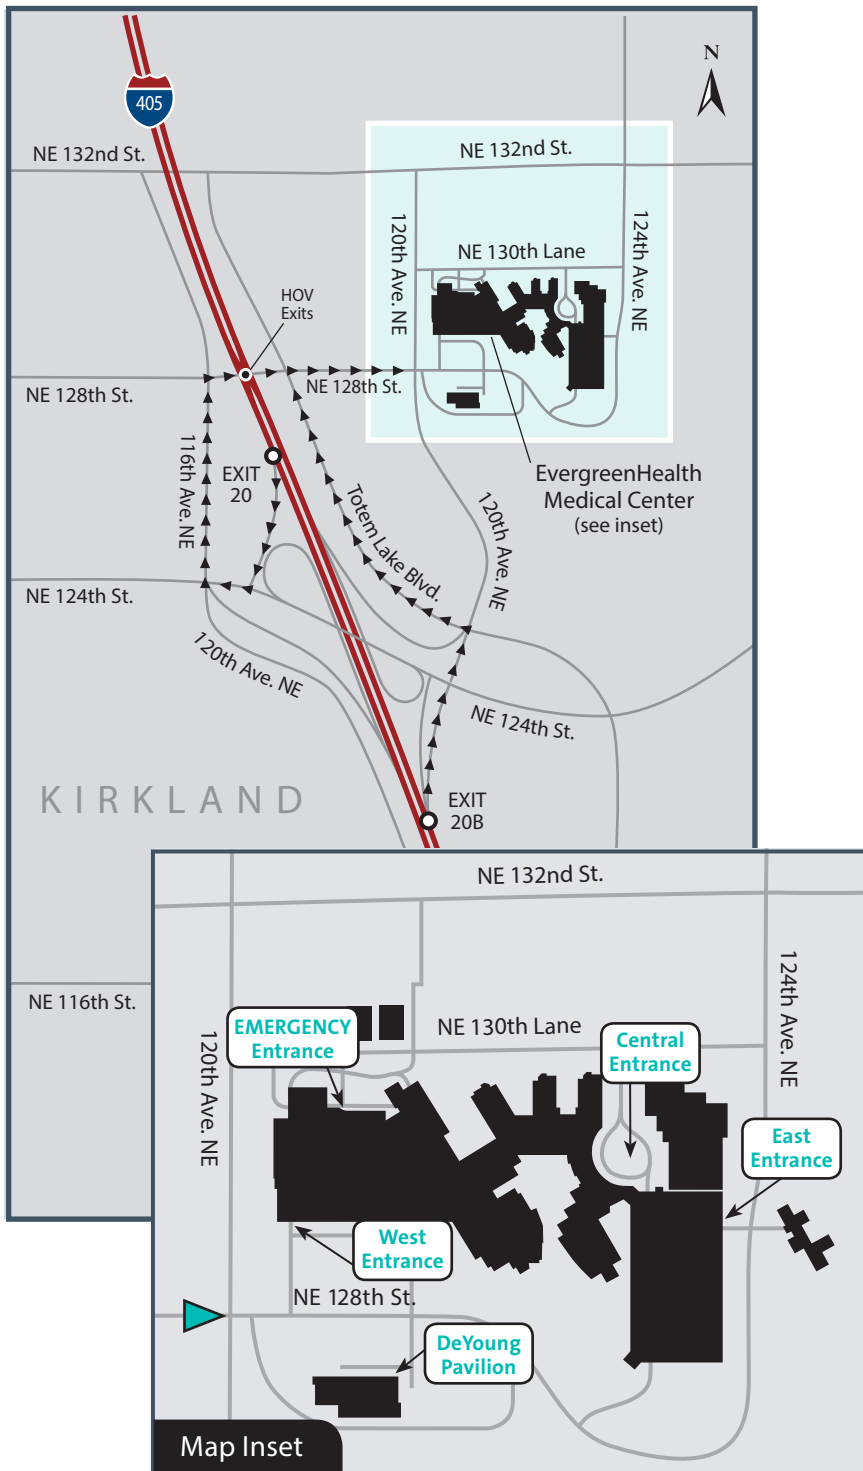 N
405
NE 132nd St.
NE 132nd St.
120th Ave. NE
124th Ave. NE
NE 130th Lane
HOV
Exits
NE 128th St.
NE 128th St.
116th Ave. NE
EXIT
20
EvergreenHealth
Medical Center
(see inset)
Totem Lake Blvd.
120th Ave. NE
NE 124th St.
120th Ave. NE
NE 124th St.
KIRKLAND
EXIT
20B
NE 116th St.
NE 132nd St.
124th Ave. NE
120th Ave. NE
EMERGENCY
Entrance
NE 130th Lane
Central
Entrance
East
Entrance
West
Entrance
NE 128th St.
DeYoung
Pavilion
Map Inset